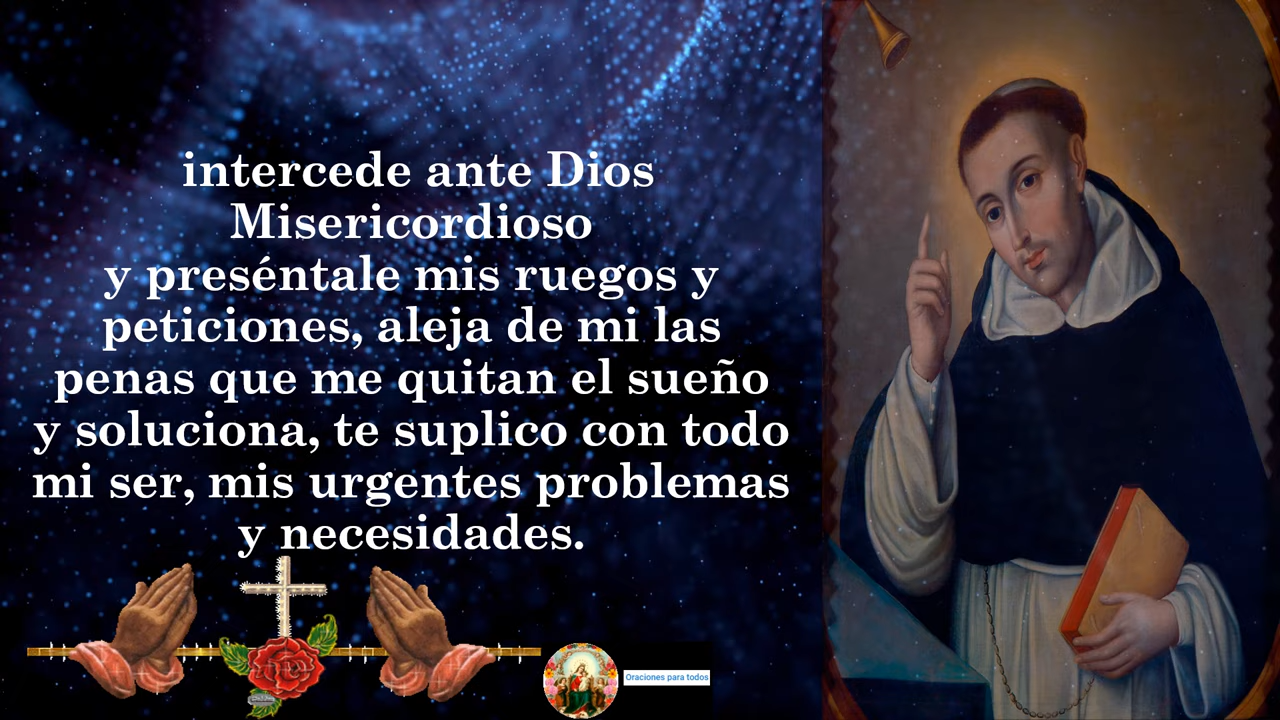 intercede ante Dios
Misericordioso
y preséntale mis ruegos y
peticiones, aleja de mi las
penas que me quitan el sueño
y soluciona, te suplico con todo
mi ser, mis urgentes problemas
y necesidades.
Oraciones para todos